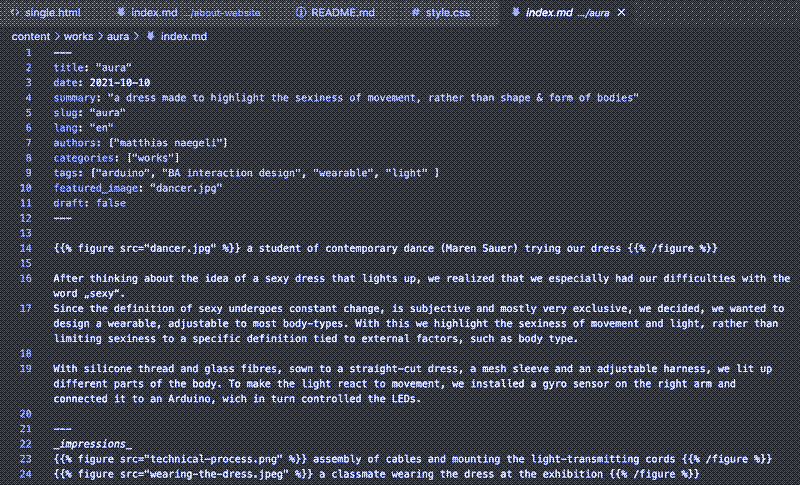 <> single.html index.md .../about-website README.md # style.css index.md .../aura ×
content > works > aura > index.md
1 ---
2 title: "aura"
3 date: 2021-10-10
4 summary: "a dress made to highlight the sexiness of movement, rather than shape & form of bodies"
5 slug: "aura"
6 lang: "en"
7 authors: ["matthias naegeli"]
8 categories: ["works"]
9 tags: ["arduino", "BA interaction design", "wearable", "light" ]
10 featured_image: "dancer.jpg"
11 draft: false
12 ---
13
14 {{% figure src="dancer.jpg" %}} a student of contemporary dance (Maren Sauer) trying our dress {{% /figure %}}
15
16 After thinking about the idea of a sexy dress that lights up, we realized that we especially had our difficulties with the
word „sexy“.
17 Since the definition of sexy undergoes constant change, is subjective and mostly very exclusive, we decided, we wanted to
design a wearable, adjustable to most body-types. With this we highlight the sexiness of movement and light, rather than
limiting sexiness to a specific definition tied to external factors, such as body type.
18
19 With silicone thread and glass fibres, sown to a straight-cut dress, a mesh sleeve and an adjustable harness, we lit up
different parts of the body. To make the light react to movement, we installed a gyro sensor on the right arm and
connected it to an Arduino, wich in turn controlled the LEDs.
20
21 ---
22 _impressions_
23 {{% figure src="technical-process.png" %}} assembly of cables and mounting the light-transmitting cords {{% /figure %}}
24 {{% figure src="wearing-the-dress.jpeg" %}} a classmate wearing the dress at the exhibition {{% /figure %}}